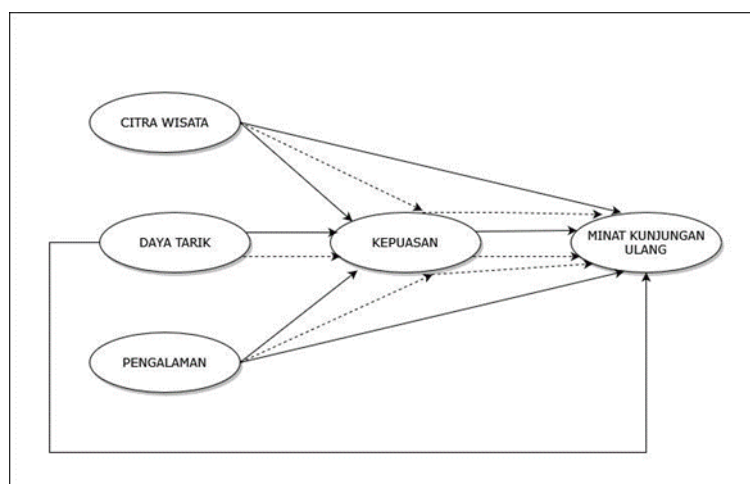 CITRA WISATA
DAYA TARIK
KEPUASAN
MINAT KUNJUNGAN
ULANG
PENGALAMAN